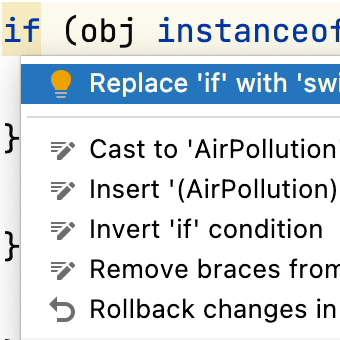 if (obj instanceof
Replace 'if' with 'swi
}
Cast to 'AirPollution'
Insert '(AirPollution)
Invert 'if' condition
}
Remove braces from
Rollback changes in